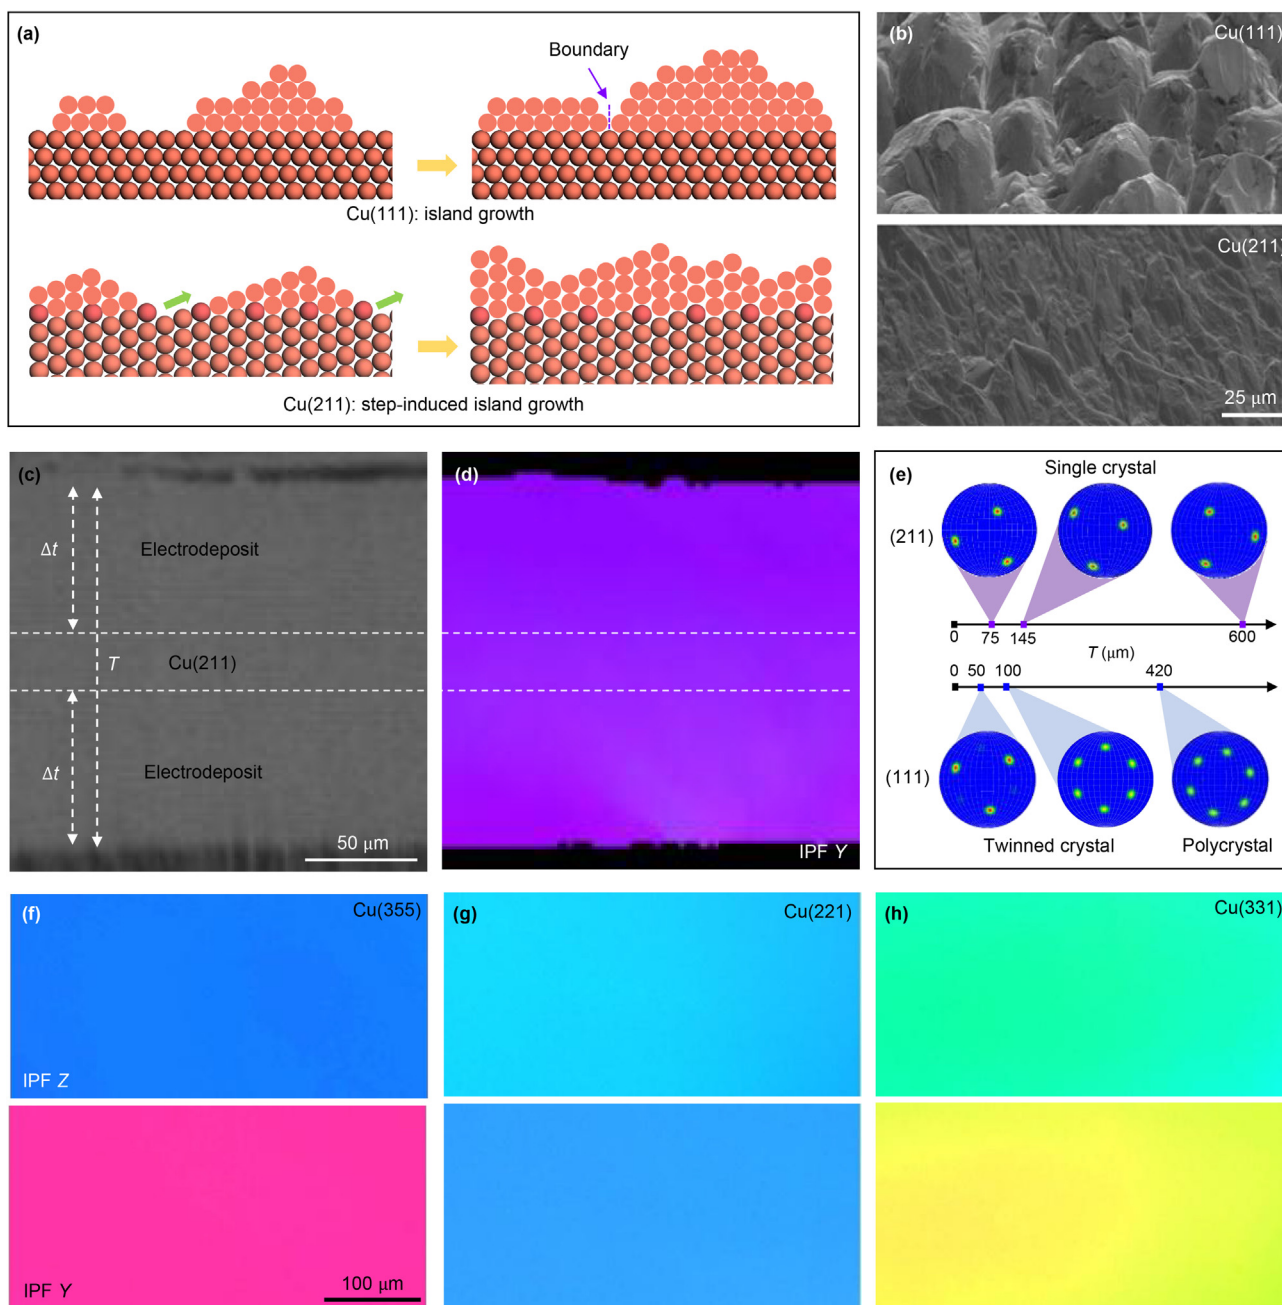 (a)
Boundary
Cu(111): island growth
Cu(211): step-induced island growth
(b)
Cu(111)
Cu(211)
25 μm
(c)
Δt
Electrodeposit
T
Cu(211)
Δt
Electrodeposit
50 μm
(d)
IPF Y
(e)
Single crystal
(211)
0 75 145 600
T (μm)
0 50 100 420
(111)
Twinned crystal Polycrystal
(f)
Cu(355)
IPF Z
IPF Y
100 μm
(g)
Cu(221)
(h)
Cu(331)